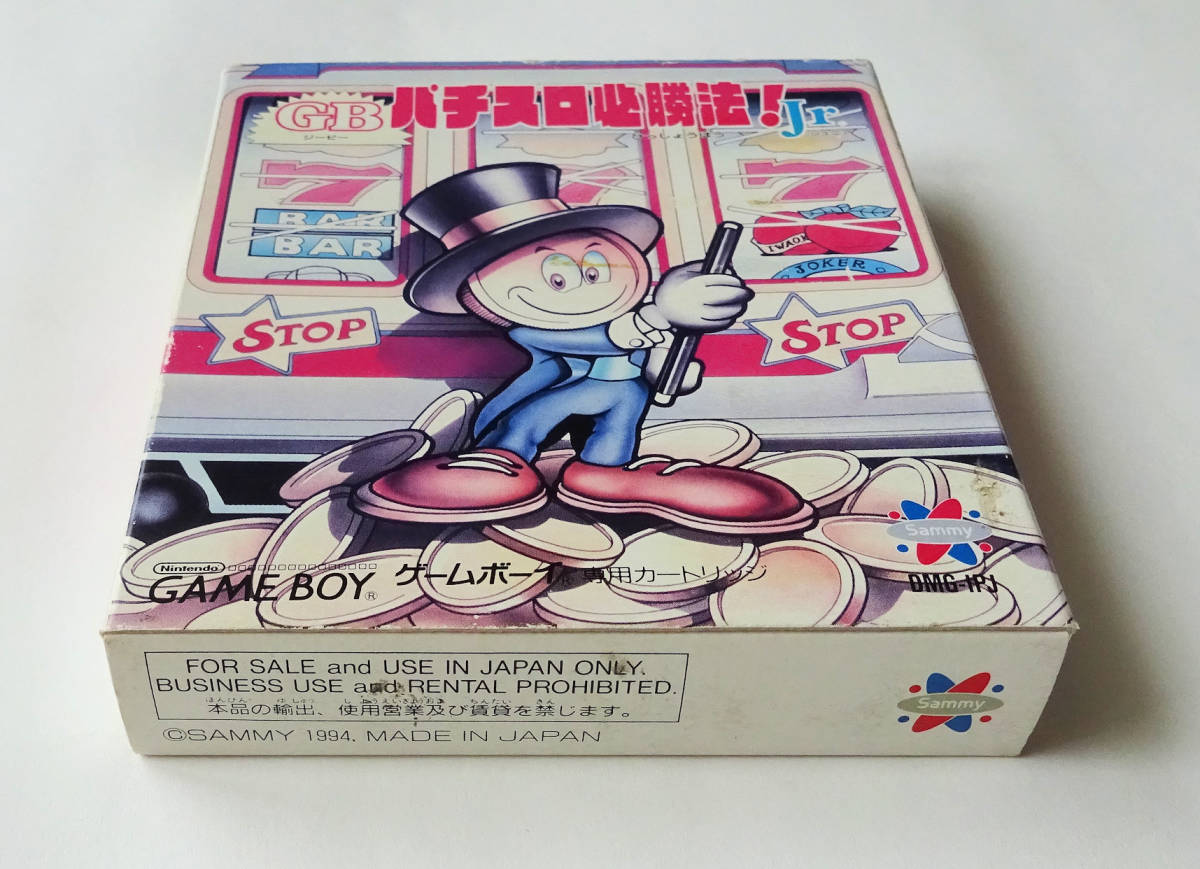 GB パチスロ必勝法!Jr.
ジービー ひっしょうほう
7 7 7
BAR
BAR
IWAOK
JOKER
STOP STOP
Sammy
Nintendo
GAME BOY® ゲームボーイ 専用カートリッジ
DMG-IPJ
FOR SALE and USE IN JAPAN ONLY.
BUSINESS USE and RENTAL PROHIBITED.
本品の輸出、使用営業及び賃貸を禁じます。
©SAMMY 1994. MADE IN JAPAN
Sammy